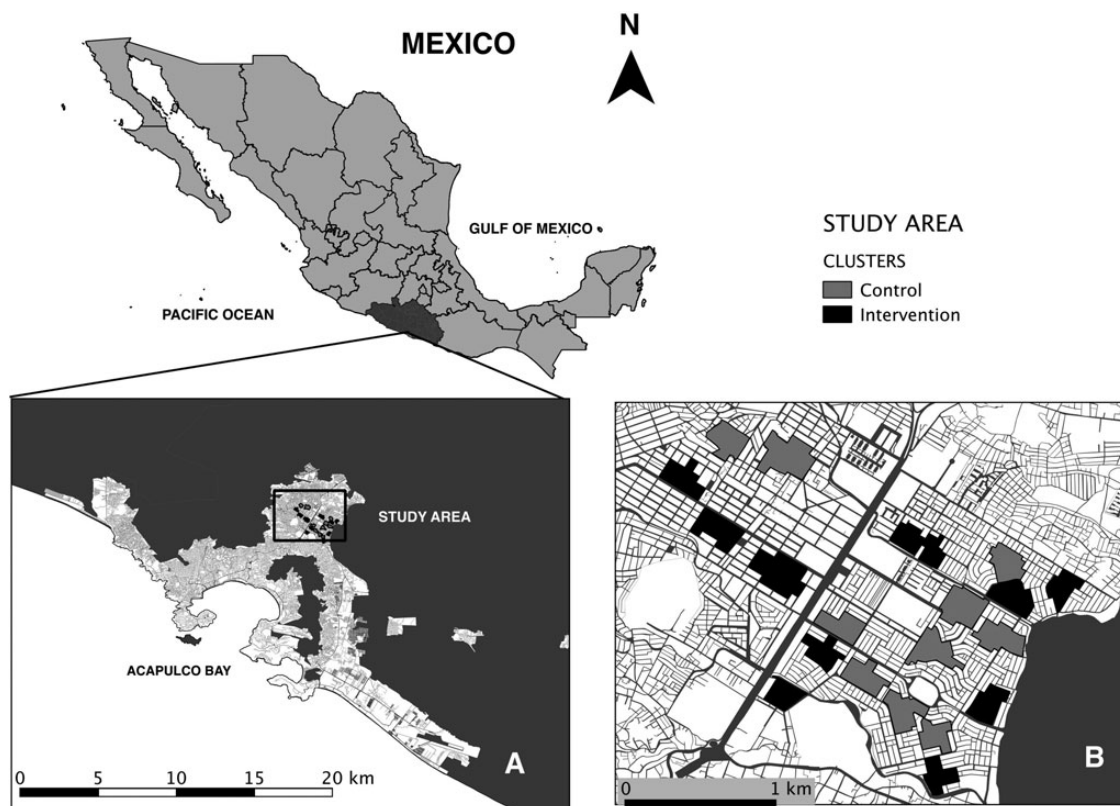 MEXICO
N
GULF OF MEXICO
PACIFIC OCEAN
STUDY AREA
CLUSTERS
Control
Intervention
STUDY AREA
ACAPULCO BAY
A
0 5 10 15 20 km
B
0 1 km